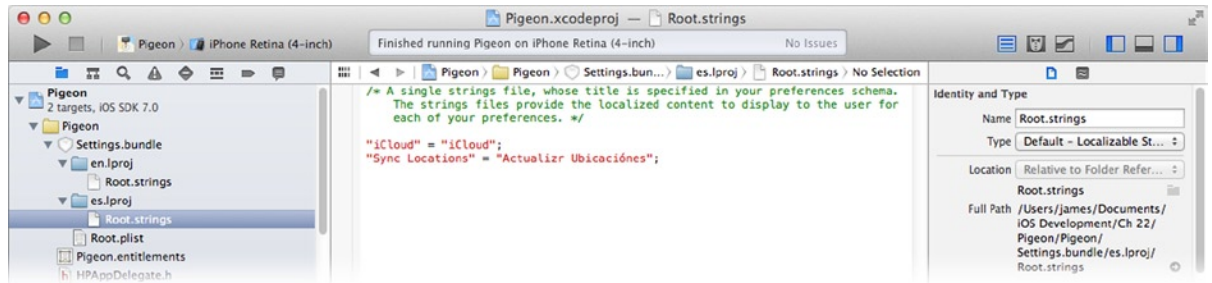 Pigeon.xcodeproj — Root.strings
Pigeon 〉 iPhone Retina (4-inch)
Finished running Pigeon on iPhone Retina (4-inch)
No Issues
Pigeon
2 targets, iOS SDK 7.0
Pigeon
Settings.bundle
en.lproj
Root.strings
es.lproj
Root.strings
Root.plist
Pigeon.entitlements
HPAppDelegate.h
Pigeon 〉 Pigeon 〉 Settings.bun...〉 es.lproj 〉 Root.strings 〉 No Selection
/* A single strings file, whose title is specified in your preferences schema.
The strings files provide the localized content to display to the user for
each of your preferences. */
"iCloud" = "iCloud";
"Sync Locations" = "Actualizr Ubicaciónes";
Identity and Type
Name Root.strings
Type Default - Localizable St...
Location Relative to Folder Refer...
Root.strings
Full Path /Users/james/Documents/
iOS Development/Ch 22/
Pigeon/Pigeon/
Settings.bundle/es.lproj/
Root.strings